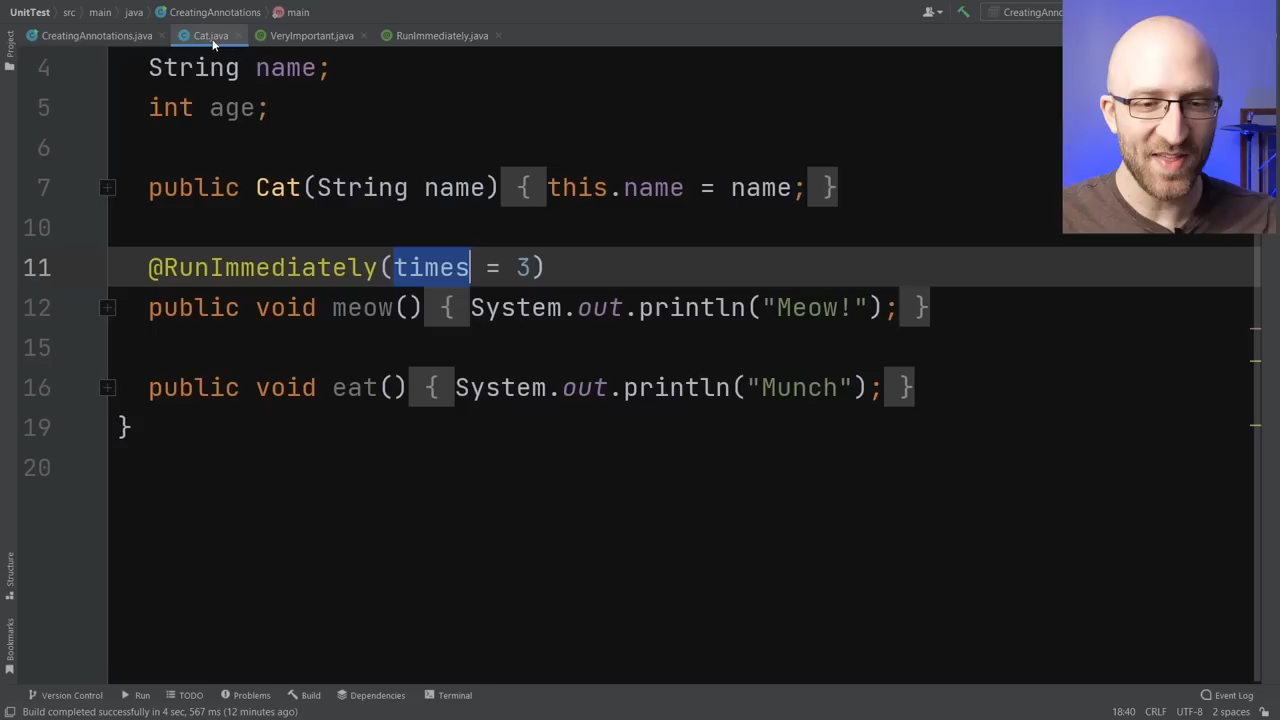 UnitTest src main java CreatingAnnotations main CreatingAnno
CreatingAnnotations.java Cat.java VeryImportant.java RunImmediately.java
Project
4 String name;
5 int age;
6
7 public Cat(String name) { this.name = name; }
10
11 @RunImmediately(times = 3)
12 public void meow() { System.out.println("Meow!"); }
15
16 public void eat() { System.out.println("Munch"); }
19 }
20
Structure
Bookmarks
Version Control Run TODO Problems Build Dependencies Terminal Event Log
Build completed successfully in 4 sec, 567 ms (12 minutes ago) 18:40 CRLF UTF-8 2 spaces